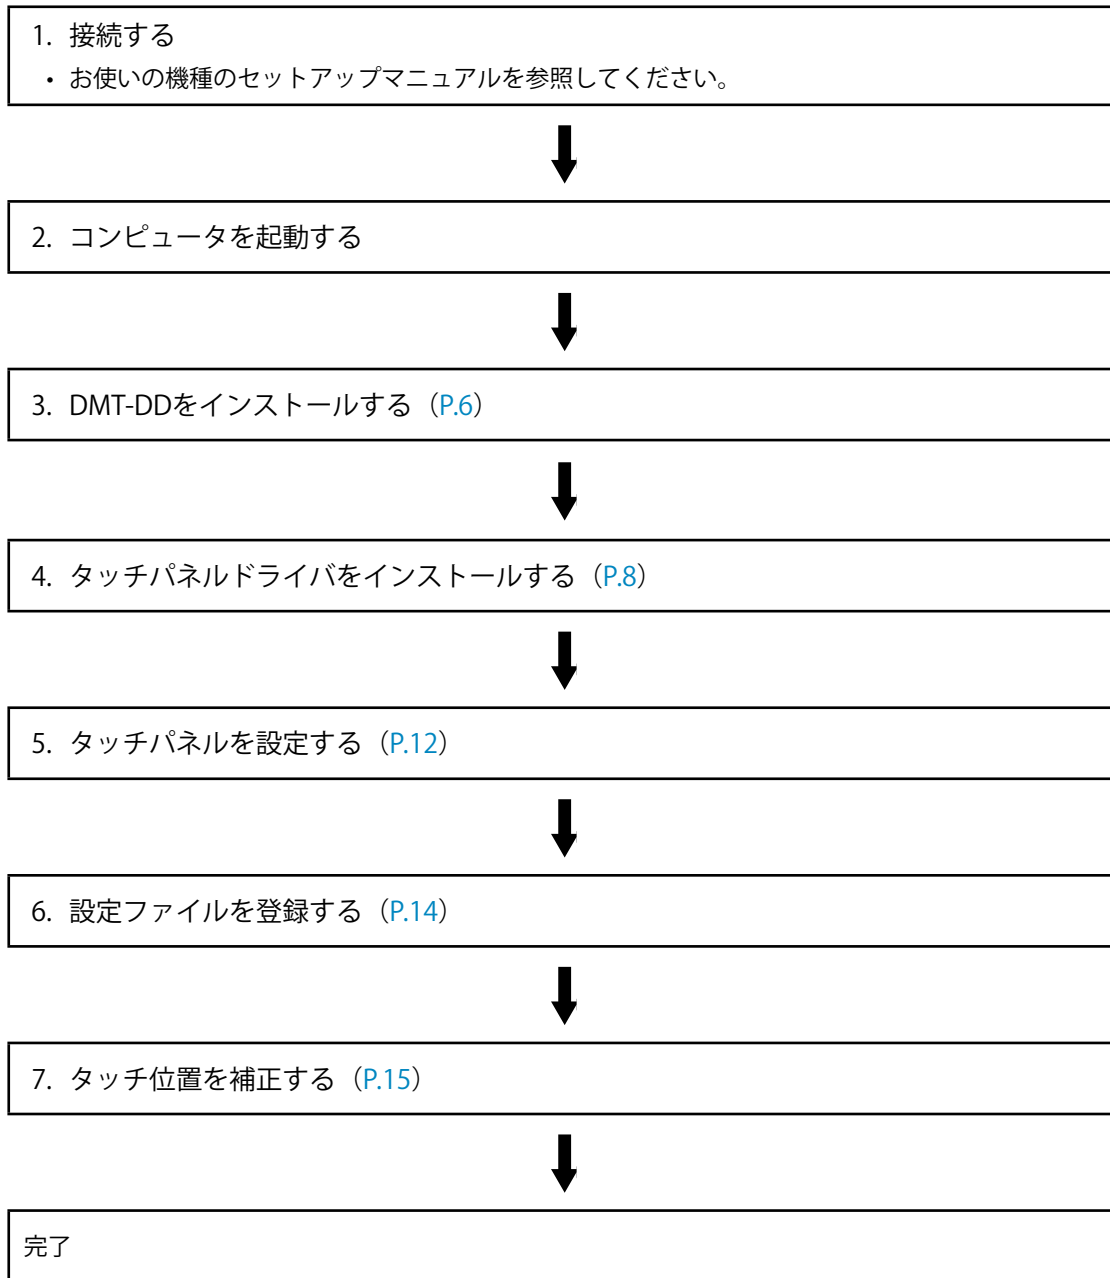 1. 接続する
・ お使いの機種のセットアップマニュアルを参照してください。
2. コンピュータを起動する
3. DMT-DDをインストールする（P.6）
4. タッチパネルドライバをインストールする（P.8）
5. タッチパネルを設定する（P.12）
6. 設定ファイルを登録する（P.14）
7. タッチ位置を補正する（P.15）
完了